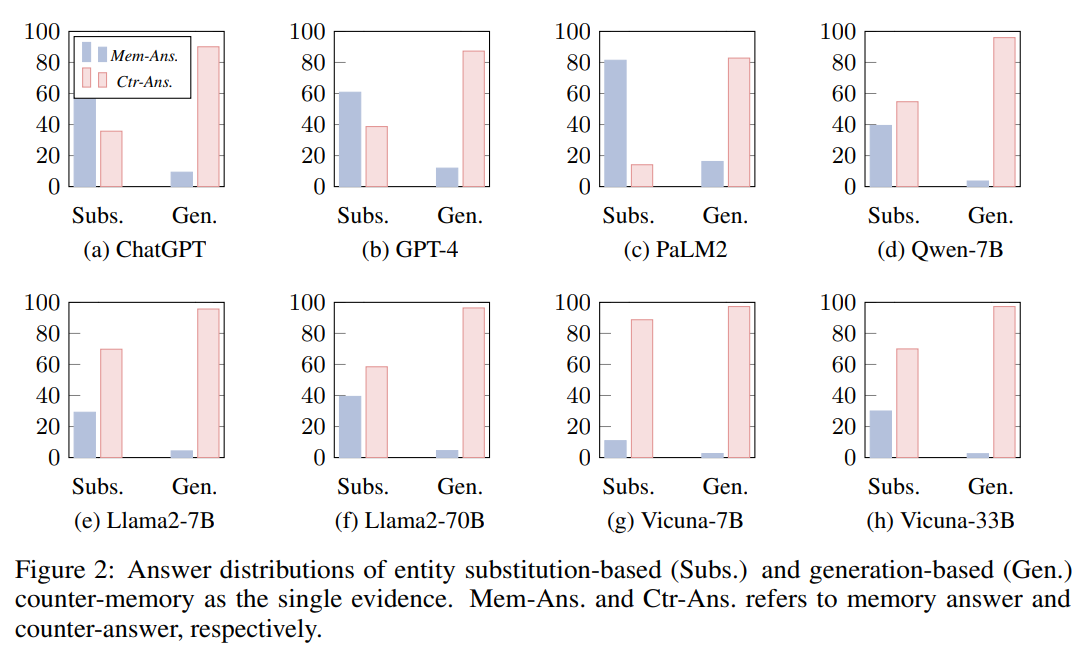 100
80
60
40
20
0
Mem-Ans.
Ctr-Ans.
Subs. Gen.
(a) ChatGPT
100
80
60
40
20
0
Subs. Gen.
(b) GPT-4
100
80
60
40
20
0
Subs. Gen.
(c) PaLM2
100
80
60
40
20
0
Subs. Gen.
(d) Qwen-7B
100
80
60
40
20
0
Subs. Gen.
(e) Llama2-7B
100
80
60
40
20
0
Subs. Gen.
(f) Llama2-70B
100
80
60
40
20
0
Subs. Gen.
(g) Vicuna-7B
100
80
60
40
20
0
Subs. Gen.
(h) Vicuna-33B
Figure 2: Answer distributions of entity substitution-based (Subs.) and generation-based (Gen.)
counter-memory as the single evidence. Mem-Ans. and Ctr-Ans. refers to memory answer and
counter-answer, respectively.